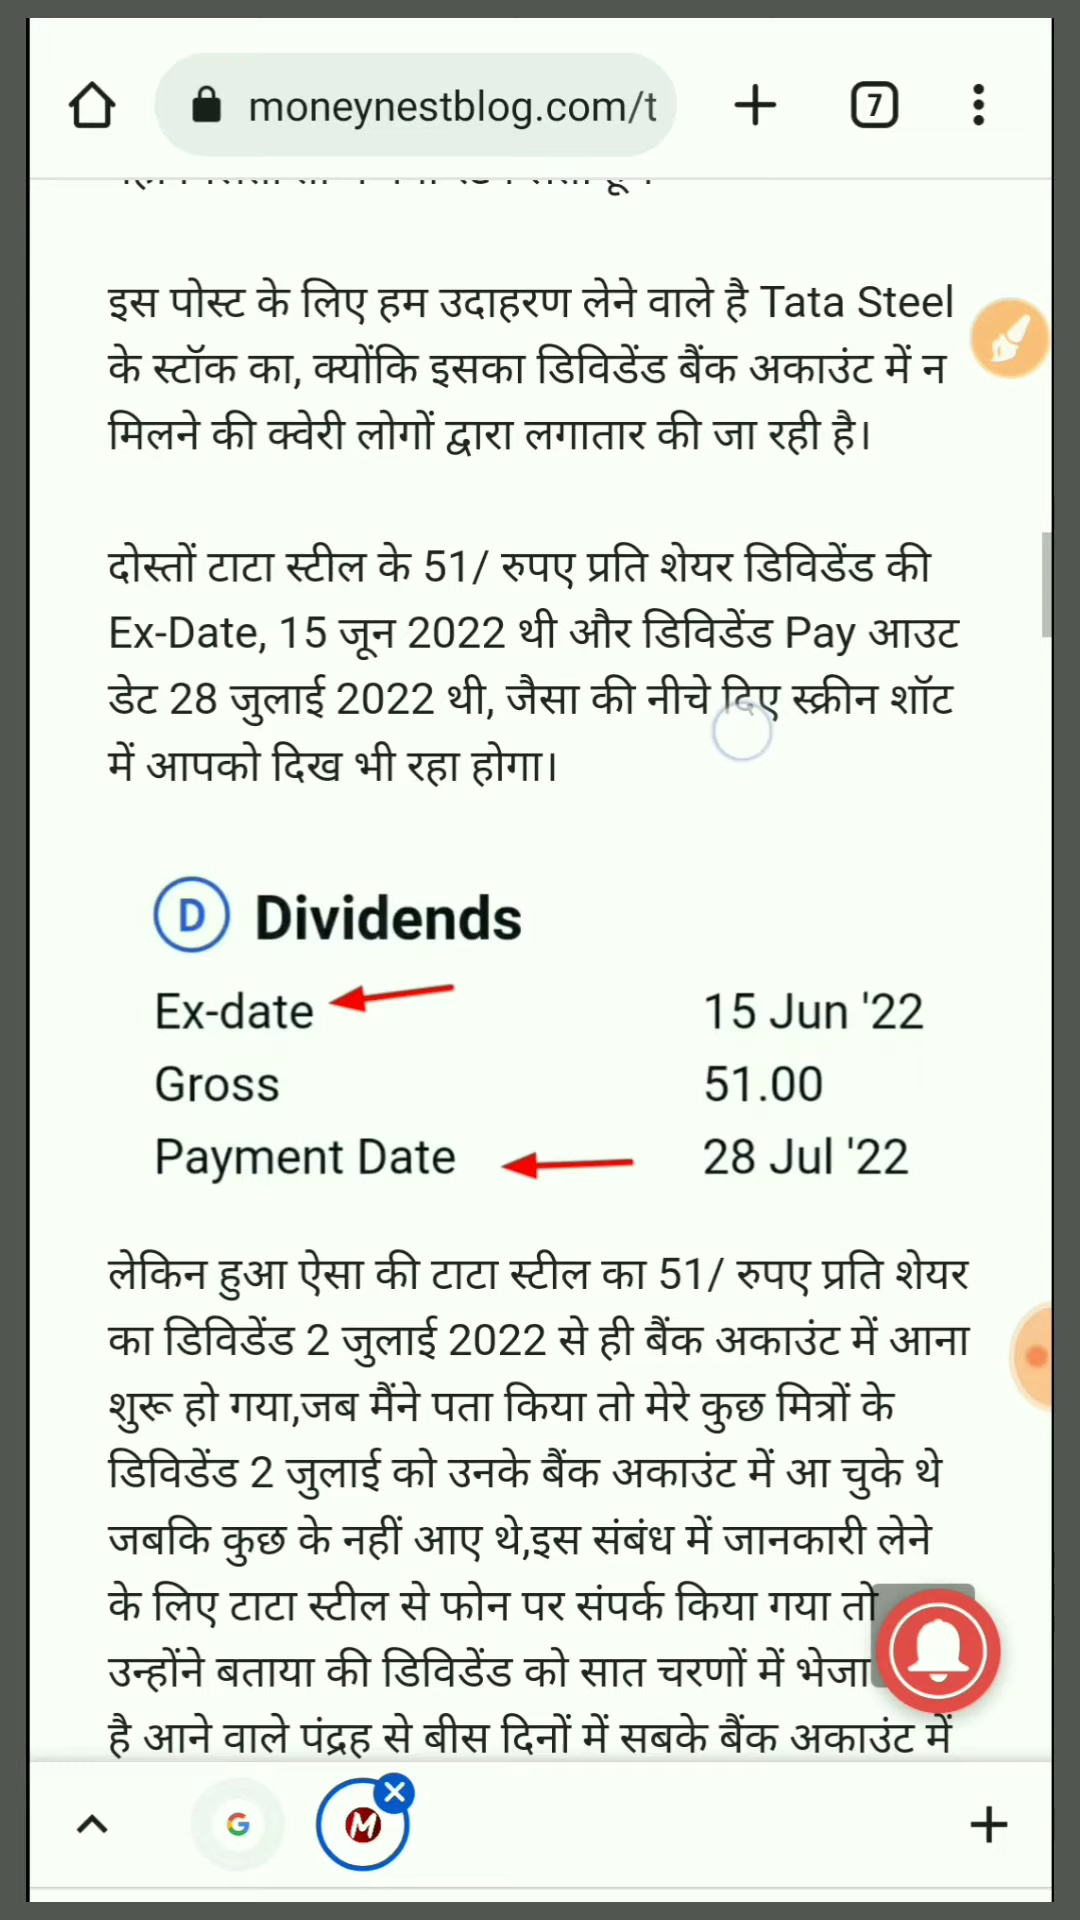 moneynestblog.com/t
7
इस पोस्ट के लिए हम उदाहरण लेने वाले है Tata Steel
के स्टॉक का, क्योंकि इसका डिविडेंड बैंक अकाउंट में न
मिलने की क्वेरी लोगों द्वारा लगातार की जा रही है।
दोस्तों टाटा स्टील के 51/ रुपए प्रति शेयर डिविडेंड की
Ex-Date, 15 जून 2022 थी और डिविडेंड Pay आउट
डेट 28 जुलाई 2022 थी, जैसा की नीचे दिए स्क्रीन शॉट
में आपको दिख भी रहा होगा।
D Dividends
Ex-date 15 Jun '22
Gross 51.00
Payment Date 28 Jul '22
लेकिन हुआ ऐसा की टाटा स्टील का 51/ रुपए प्रति शेयर
का डिविडेंड 2 जुलाई 2022 से ही बैंक अकाउंट में आना
शुरू हो गया,जब मैंने पता किया तो मेरे कुछ मित्रों के
डिविडेंड 2 जुलाई को उनके बैंक अकाउंट में आ चुके थे
जबकि कुछ के नहीं आए थे,इस संबंध में जानकारी लेने
के लिए टाटा स्टील से फोन पर संपर्क किया गया तो
उन्होंने बताया की डिविडेंड को सात चरणों में भेजा
है आने वाले पंद्रह से बीस दिनों में सबके बैंक अकाउंट में
G M